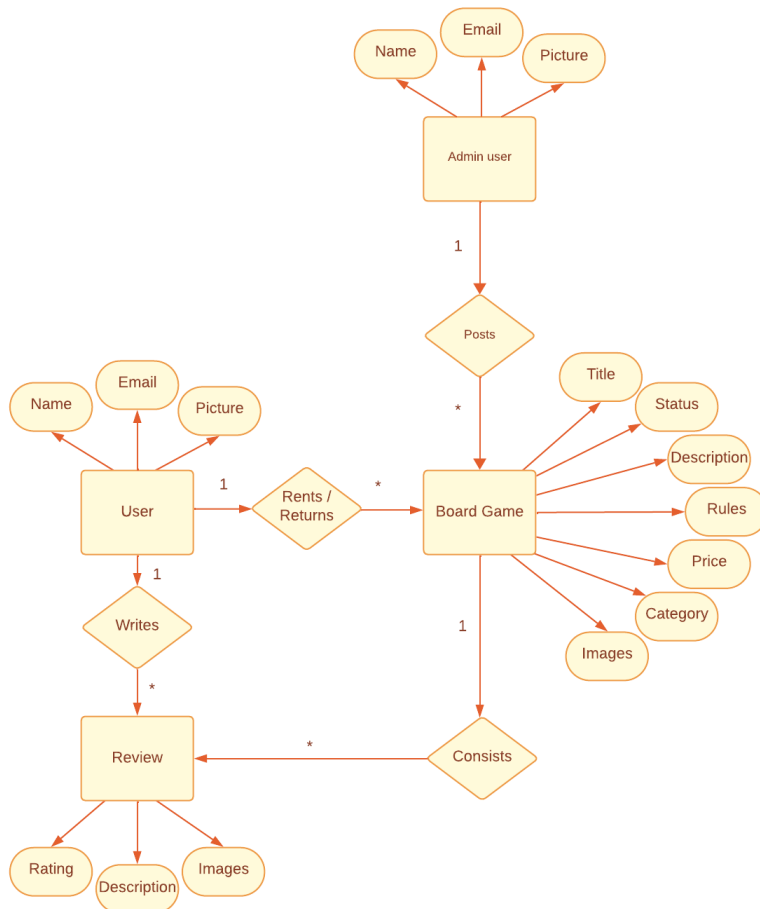 Email
Name
Picture
Admin user
1
Posts
*
Title
Status
Description
Rules
Price
Category
Images
Email
Name
Picture
User
1
Rents /
Returns
*
Board Game
1
Writes
*
1
Review
*
Consists
Rating
Description
Images